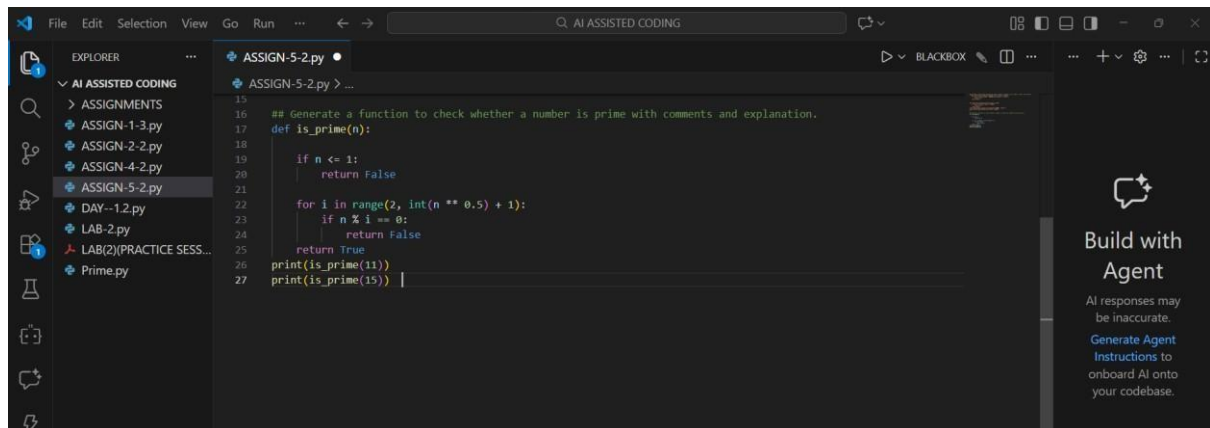 File Edit Selection View Go Run ... AI ASSISTED CODING
EXPLORER ...
AI ASSISTED CODING
ASSIGNMENTS
ASSIGN-1-3.py
ASSIGN-2-2.py
ASSIGN-4-2.py
ASSIGN-5-2.py
DAY--1.2.py
LAB-2.py
LAB(2)(PRACTICE SESS...
Prime.py
ASSIGN-5-2.py
BLACKBOX
ASSIGN-5-2.py > ...
15
16 ## Generate a function to check whether a number is prime with comments and explanation.
17 def is_prime(n):
18
19 if n <= 1:
20 return False
21
22 for i in range(2, int(n ** 0.5) + 1):
23 if n % i == 0:
24 return False
25 return True
26 print(is_prime(11))
27 print(is_prime(15))
1
1
Build with
Agent
AI responses may
be inaccurate.
Generate Agent
Instructions to
onboard AI onto
your codebase.